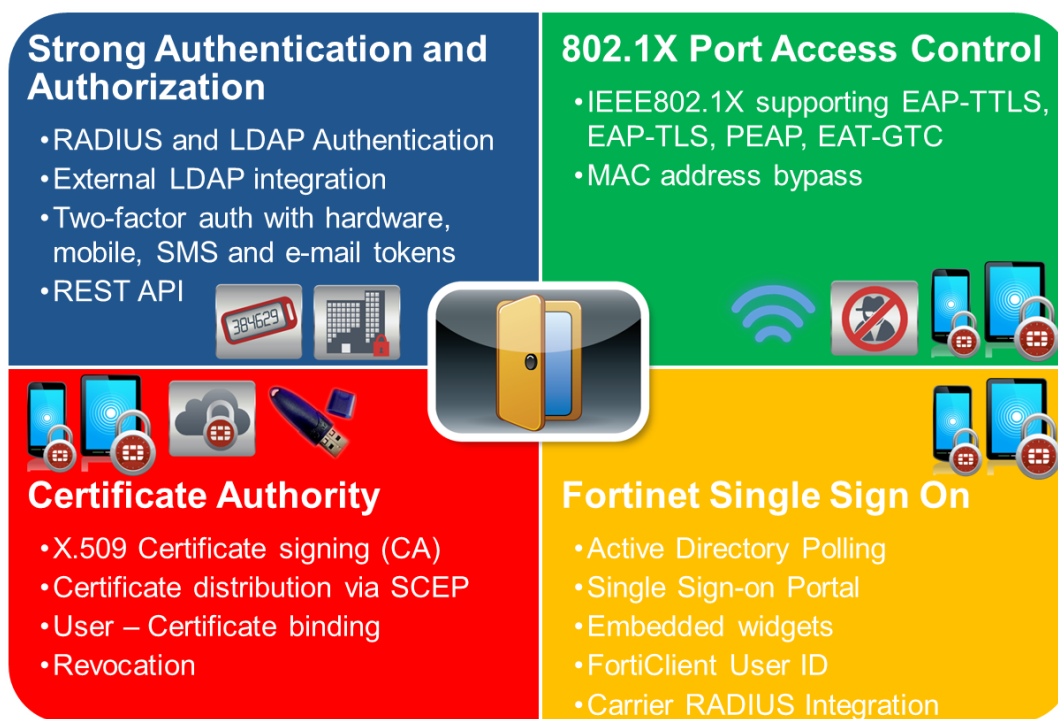 Strong Authentication and
Authorization
•RADIUS and LDAP Authentication
•External LDAP integration
•Two-factor auth with hardware,
mobile, SMS and e-mail tokens
•REST API
384629
802.1X Port Access Control
•IEEE802.1X supporting EAP-TTLS,
EAP-TLS, PEAP, EAT-GTC
•MAC address bypass
Certificate Authority
•X.509 Certificate signing (CA)
•Certificate distribution via SCEP
•User – Certificate binding
•Revocation
Fortinet Single Sign On
•Active Directory Polling
•Single Sign-on Portal
•Embedded widgets
•FortiClient User ID
•Carrier RADIUS Integration